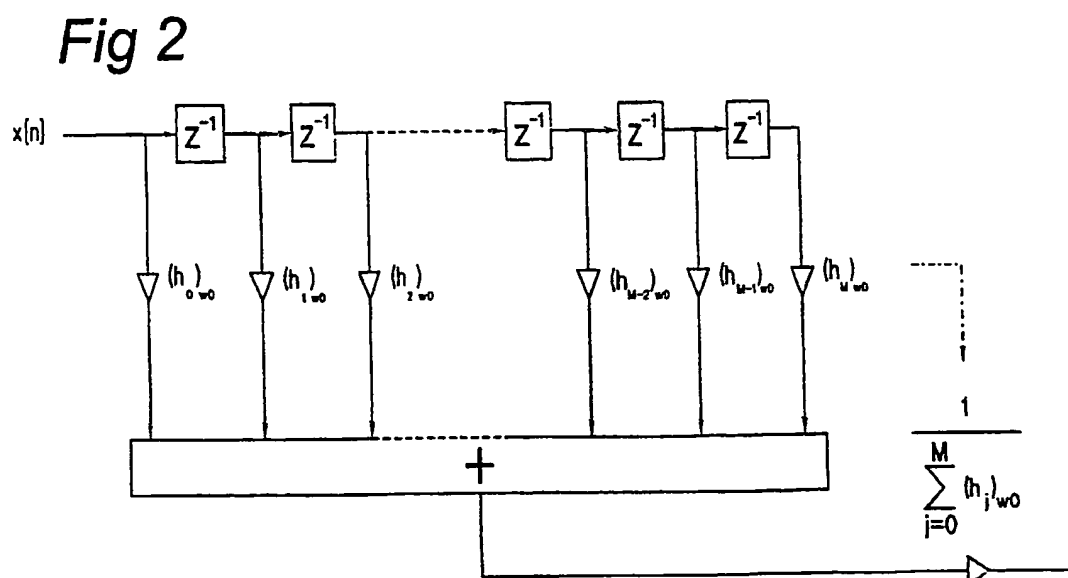 Fig 2
x[n] Z⁻¹ Z⁻¹ Z⁻¹ Z⁻¹ Z⁻¹
(h₀)w0 (h₁)w0 (h₂)w0 (h_M-2)w0 (h_M-1)w0 (h_M)w0
1
M
∑ (h_j)w0
j=0
+